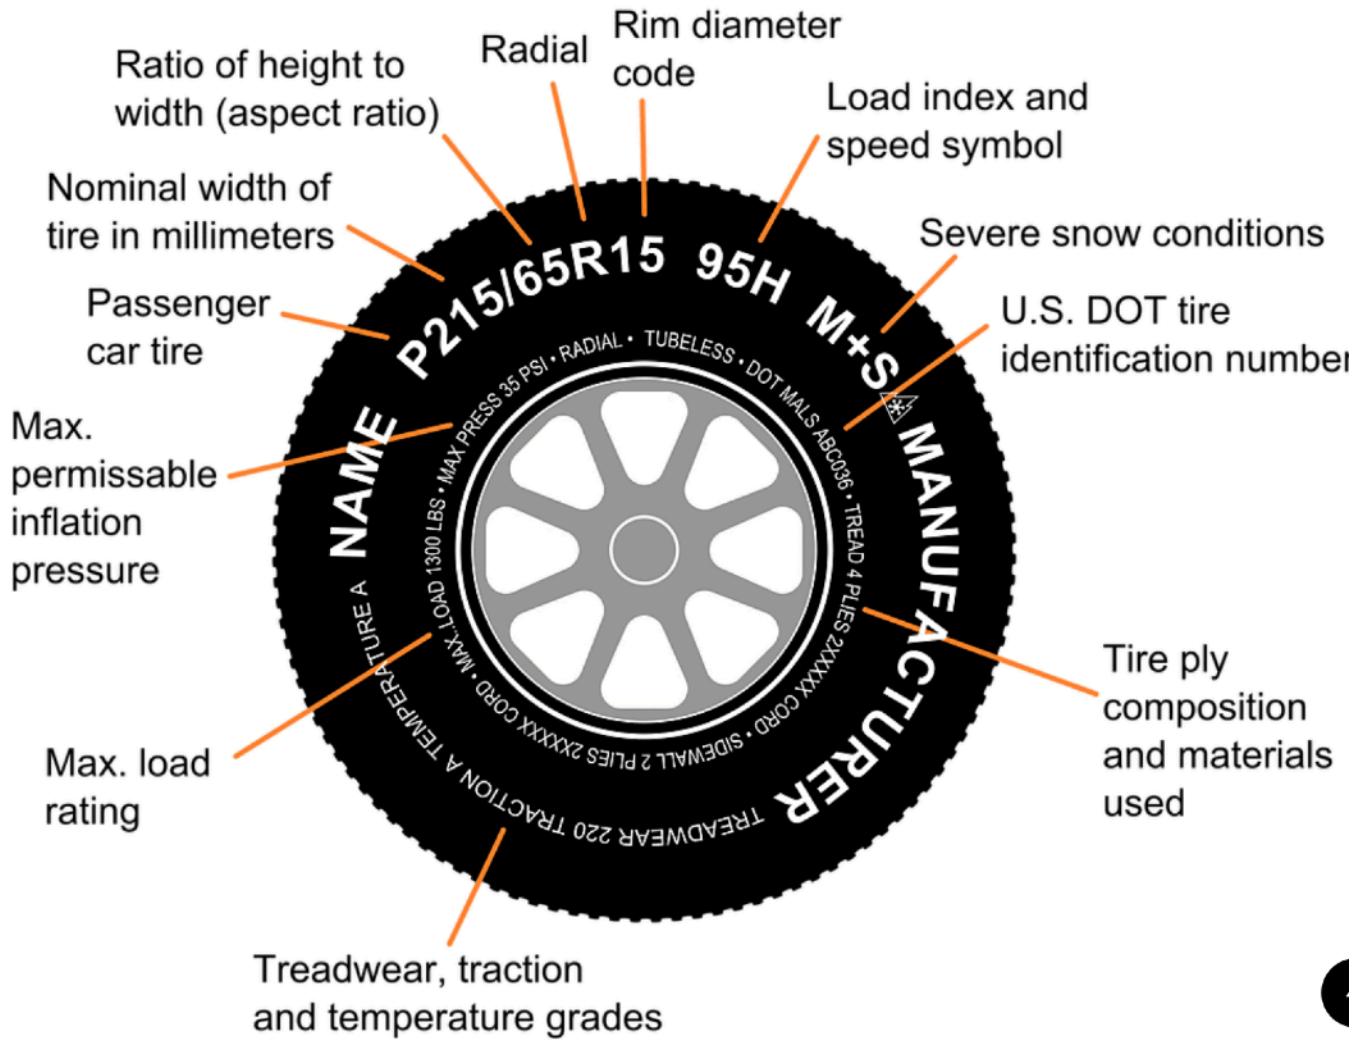 Rim diameter
code
Radial
Ratio of height to
width (aspect ratio)
Load index and
speed symbol
Nominal width of
tire in millimeters
Severe snow conditions
Passenger
car tire
U.S. DOT tire
identification number
Max.
permissable
inflation
pressure
Max. load
rating
Tire ply
composition
and materials
used
Treadwear, traction
and temperature grades
P215/65R15 95H M+S
MANUFACTURER
NAME
TREADWEAR 220 TRACTION A TEMPERATURE A
MAX. LOAD 1300 LBS • MAX PRESS 35 PSI • RADIAL • TUBELESS • DOT MALS ABC036 • TREAD 4 PLIES 2XXXXX CORD • SIDEWALL 2 PLIES 2XXXXX CORD •